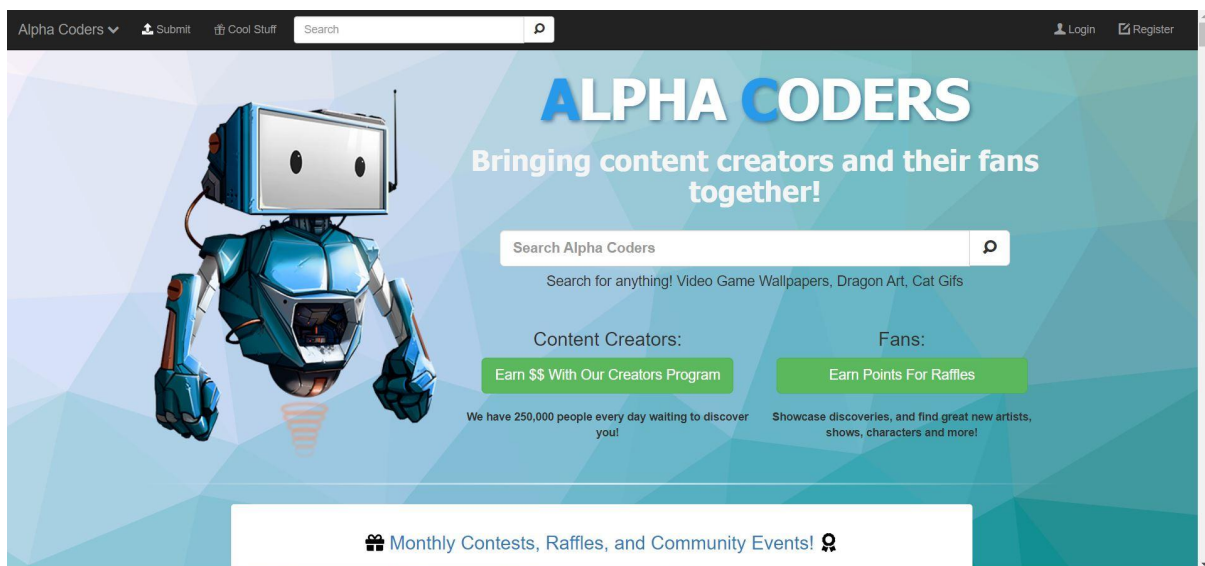 Alpha Coders Submit Cool Stuff Search Login Register
ALPHA CODERS
Bringing content creators and their fans
together!
Search Alpha Coders
Search for anything! Video Game Wallpapers, Dragon Art, Cat Gifs
Content Creators:
Earn $$ With Our Creators Program
We have 250,000 people every day waiting to discover
you!
Fans:
Earn Points For Raffles
Showcase discoveries, and find great new artists,
shows, characters and more!
Monthly Contests, Raffles, and Community Events!